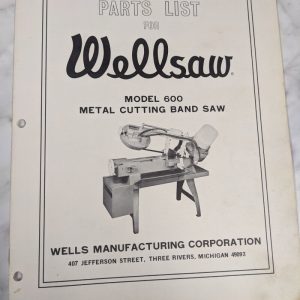 PARTS LIST
FOR
Wellsaw®
MODEL 600
METAL CUTTING BAND SAW
WELLS MANUFACTURING CORPORATION
407 JEFFERSON STREET, THREE RIVERS, MICHIGAN 49093